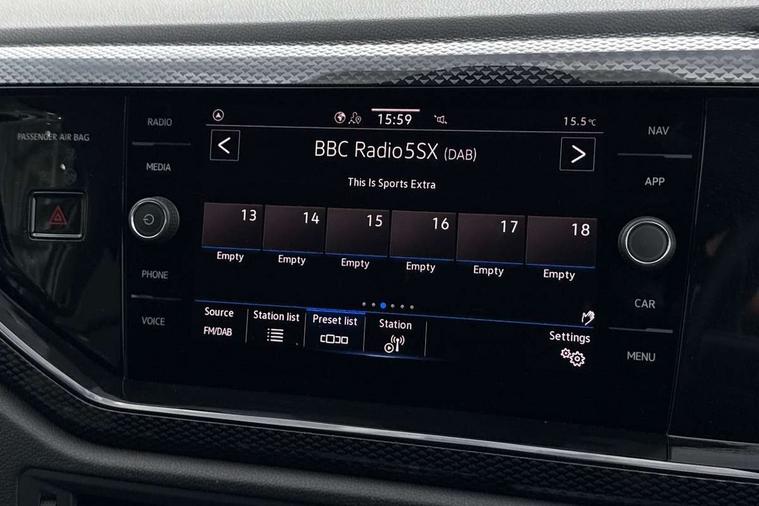 PASSENGER AIR BAG
RADIO
MEDIA
PHONE
VOICE
15:59
15.5°C
< BBC Radio5SX (DAB) >
This Is Sports Extra
13 14 15 16 17 18
Empty Empty Empty Empty Empty Empty
Source Station list Preset list Station Settings
FM/DAB
NAV
APP
CAR
MENU